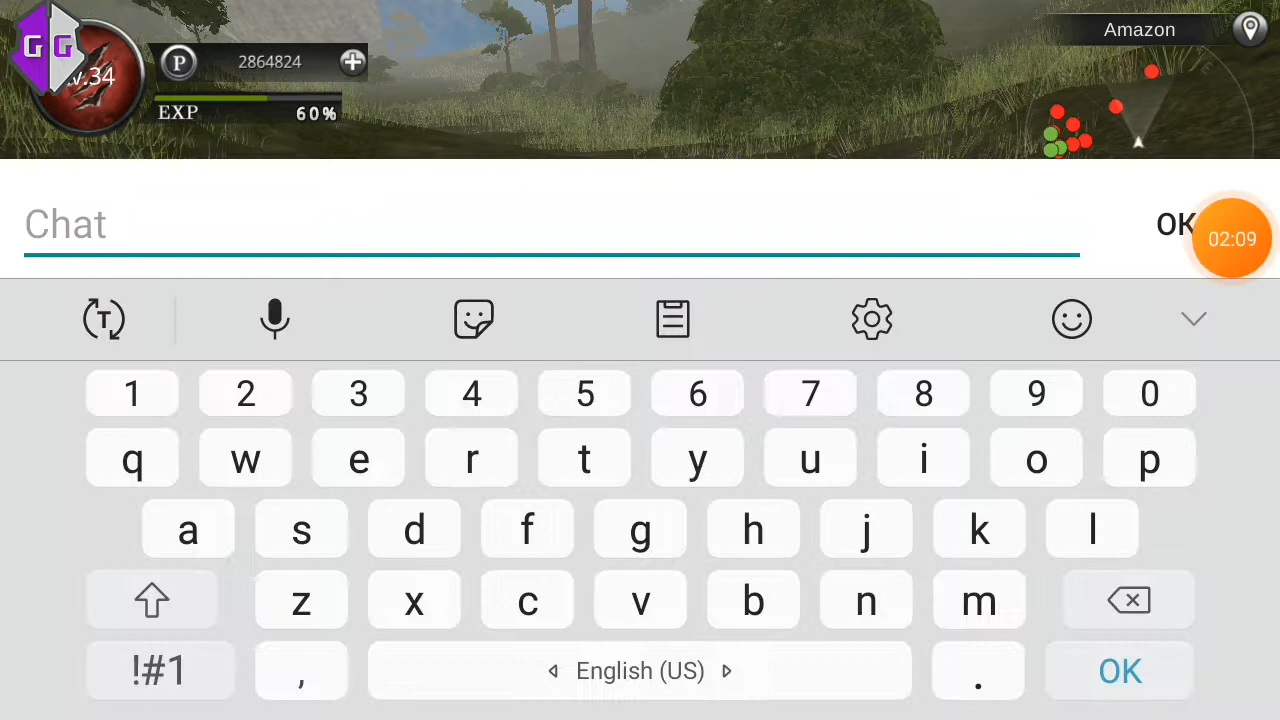 GG
Lv.34
P 2864824
EXP 60%
Amazon
E
Chat
OK
02:09
T
1 2 3 4 5 6 7 8 9 0
q w e r t y u i o p
a s d f g h j k l
z x c v b n m
!#1 , English (US) . OK